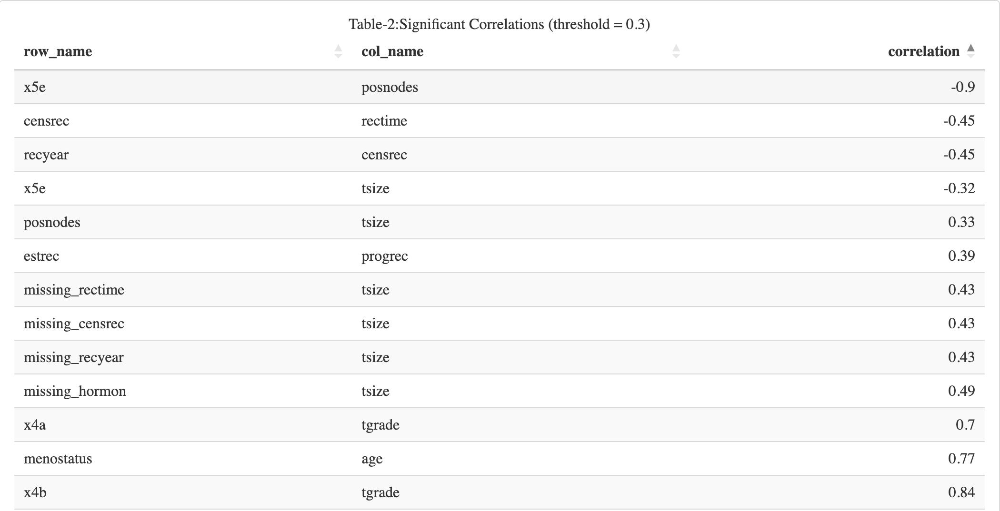 Table-2:Significant Correlations (threshold = 0.3)
row_name col_name correlation
x5e posnodes -0.9
censrec rectime -0.45
recyear censrec -0.45
x5e tsize -0.32
posnodes tsize 0.33
estrec progrec 0.39
missing_rectime tsize 0.43
missing_censrec tsize 0.43
missing_recyear tsize 0.43
missing_hormon tsize 0.49
x4a tgrade 0.7
menostatus age 0.77
x4b tgrade 0.84